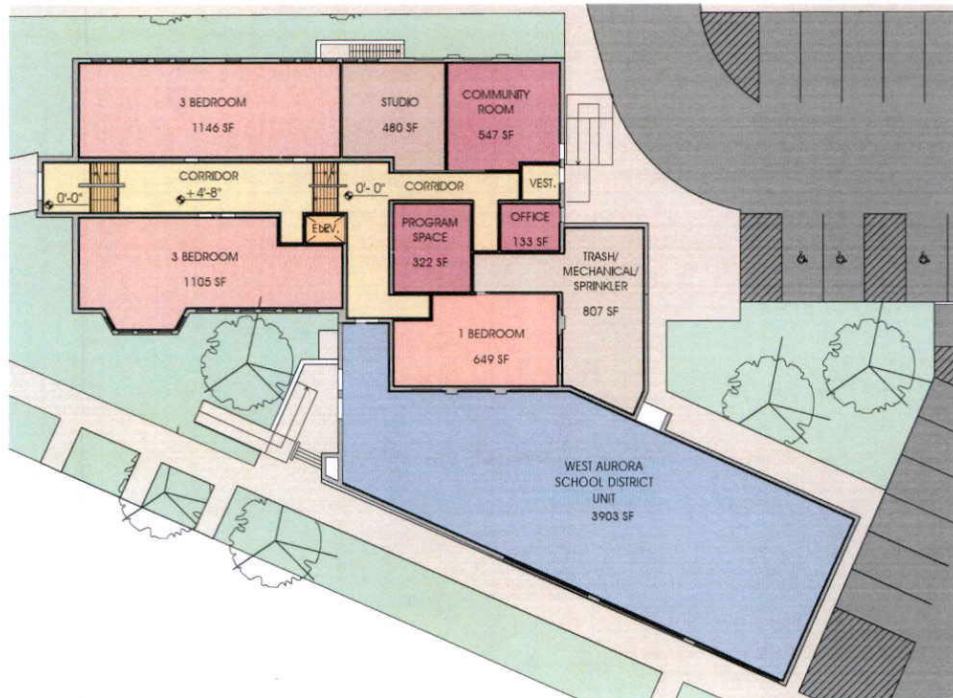 3 BEDROOM
1146 SF
STUDIO
480 SF
COMMUNITY
ROOM
547 SF
CORRIDOR
0'-0"
+4'-8"
0'- 0"
CORRIDOR
VEST.
ELEV.
PROGRAM
SPACE
322 SF
OFFICE
133 SF
3 BEDROOM
1105 SF
TRASH/
MECHANICAL/
SPRINKLER
807 SF
1 BEDROOM
649 SF
WEST AURORA
SCHOOL DISTRICT
UNIT
3903 SF